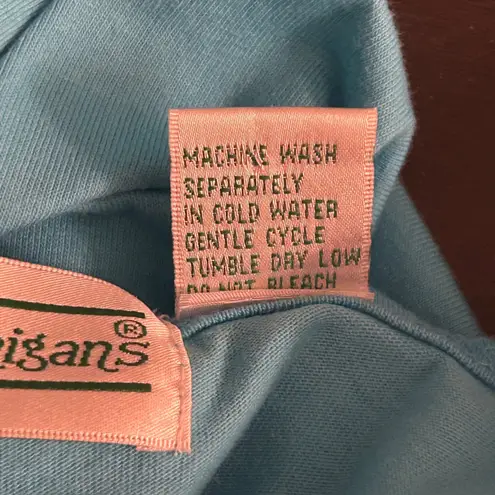 MACHINE WASH
SEPARATELY
IN COLD WATER
GENTLE CYCLE
TUMBLE DRY LOW
DO NOT BLEACH
igans®